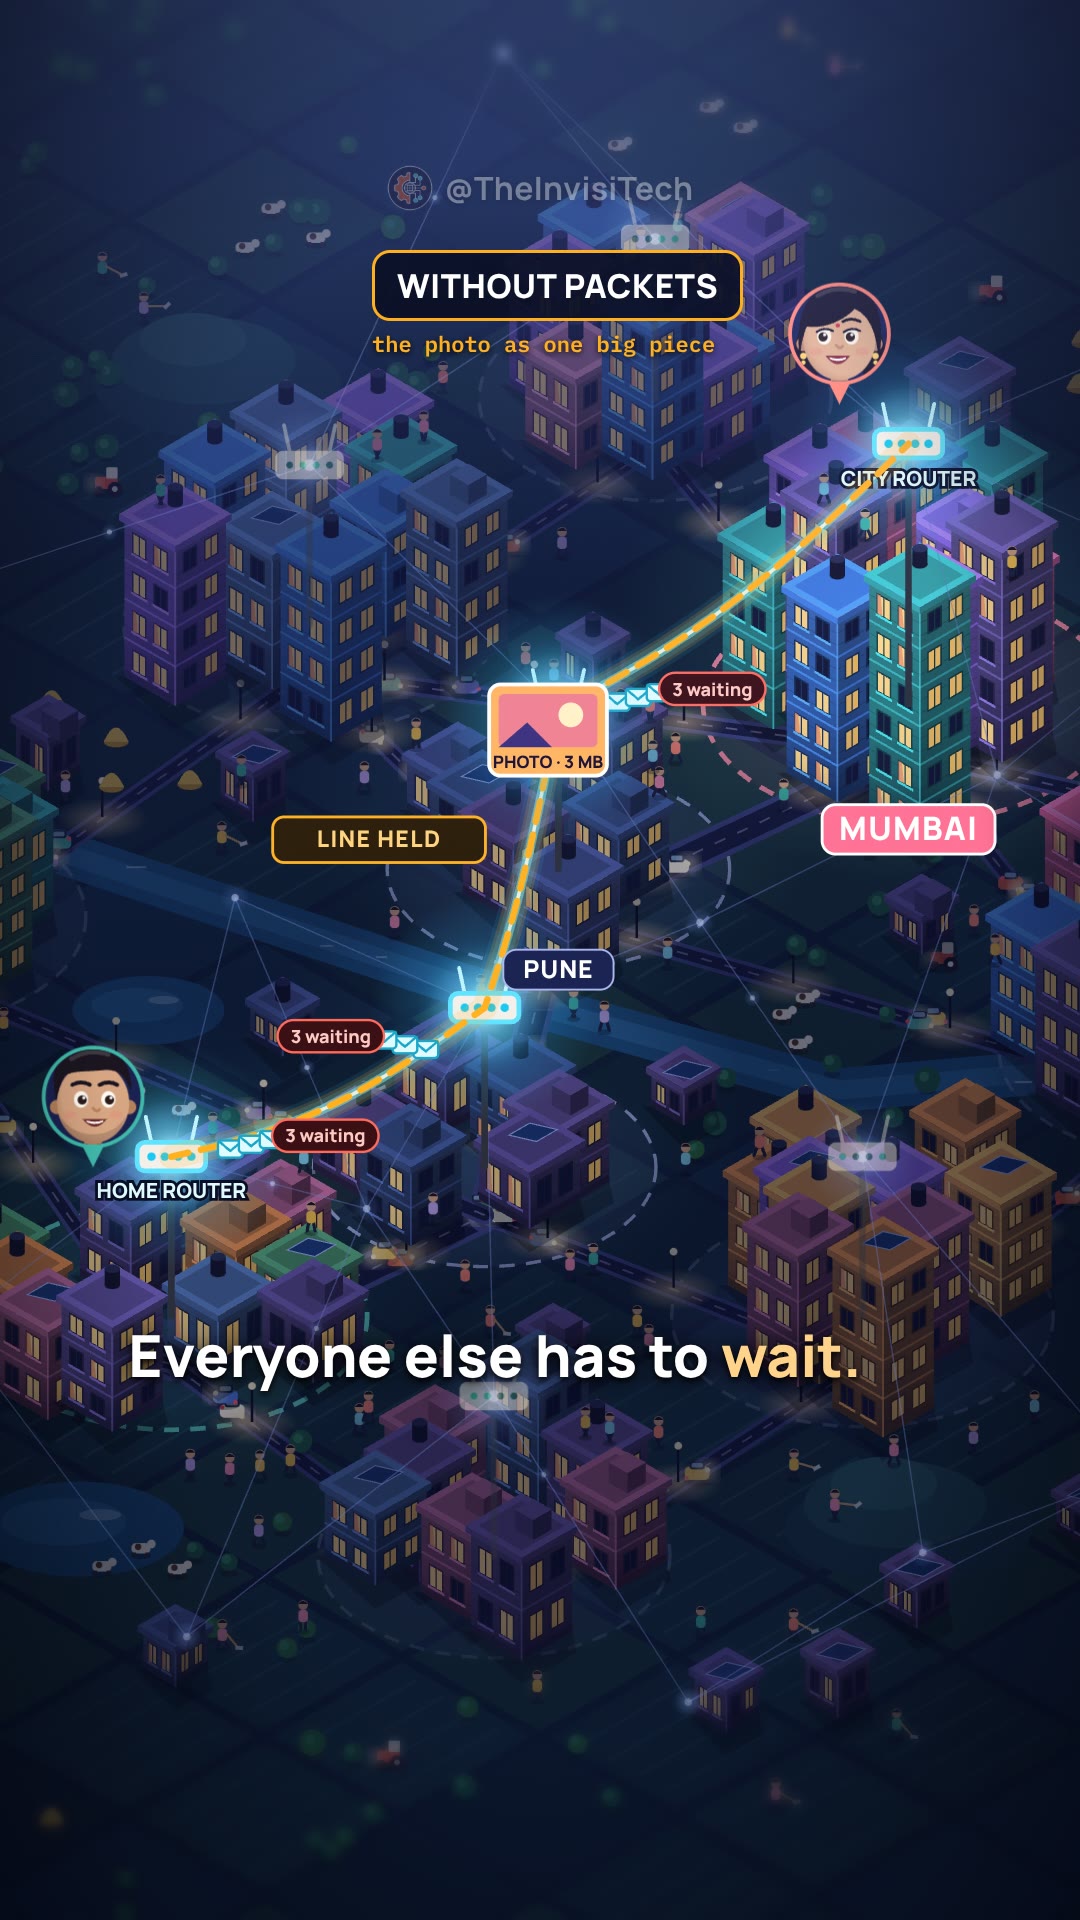 @TheInvisiTech
WITHOUT PACKETS
the photo as one big piece
CITY ROUTER
3 waiting
PHOTO · 3 MB
MUMBAI
LINE HELD
PUNE
3 waiting
3 waiting
HOME ROUTER
Everyone else has to wait.